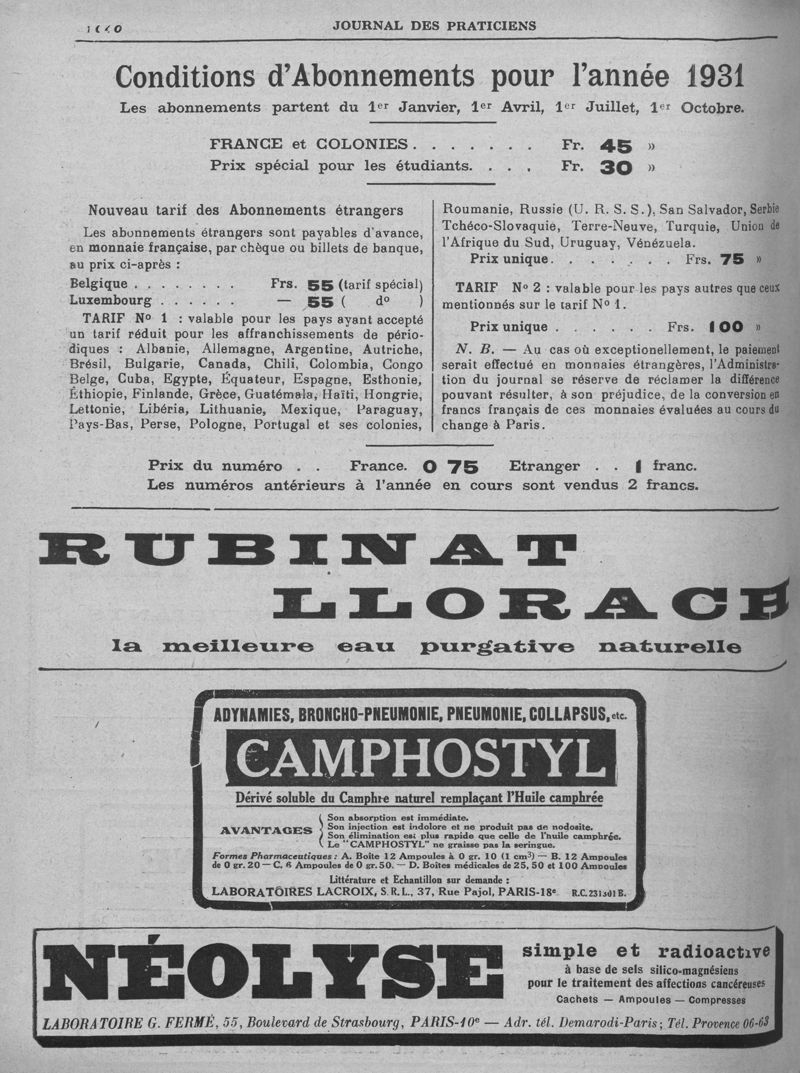 JOURNAL DES PRATICIENS
Conditions d'Abonnements pour l'année 1931
Les abonnements partent du 1er Janvier, 1er Avril, 1er Juillet, 1er Octobre.
FRANCE et COLONIES . . . . . . . Fr. 45 »
Prix spécial pour les étudiants. . . . Fr. 30 »
Nouveau tarif des Abonnements étrangers
Les abonnements étrangers sont payables d'avance,
en monnaie française, par chèque ou billets de banque,
au prix ci-après :
Belgique . . . . . . . . Frs. 55 (tarif spécial)
Luxembourg . . . . . . — 55 ( do )
TARIF No 1 : valable pour les pays ayant accepté
un tarif réduit pour les affranchissements de pério-
diques : Albanie, Allemagne, Argentine, Autriche,
Brésil, Bulgarie, Canada, Chili, Colombia, Congo
Belge, Cuba, Egypte, Équateur, Espagne, Esthonie,
Éthiopie, Finlande, Grèce, Guatémala, Haïti, Hongrie,
Lettonie, Libéria, Lithuanie, Mexique, Paraguay,
Pays-Bas, Perse, Pologne, Portugal et ses colonies,
Roumanie, Russie (U. R. S. S.), San Salvador, Serbie
Tchéco-Slovaquie, Terre-Neuve, Turquie, Union de
l'Afrique du Sud, Uruguay, Vénézuela.
Prix unique. . . . . . . Frs. 75 »
TARIF No 2 : valable pour les pays autres que ceux
mentionnés sur le tarif No 1.
Prix unique . . . . . . Frs. 100 »
N. B. — Au cas où exceptionellement, le paiement
serait effectué en monnaies étrangères, l'Administra-
tion du journal se réserve de réclamer la différence
pouvant résulter, à son préjudice, de la conversion en
francs français de ces monnaies évaluées au cours du
change à Paris.
Prix du numéro . . France. 0 75 Etranger . . 1 franc.
Les numéros antérieurs à l'année en cours sont vendus 2 francs.
RUBINAT
LLORACH
la meilleure eau purgative naturelle
ADYNAMIES, BRONCHO-PNEUMONIE, PNEUMONIE, COLLAPSUS, etc.
CAMPHOSTYL
Dérivé soluble du Camphre naturel remplaçant l'Huile camphrée
AVANTAGES
Son absorption est immédiate.
Son injection est indolore et ne produit pas de nodosite.
Son élimination est plus rapide que celle de l'huile camphrée.
Le "CAMPHOSTYL" ne graisse pas la seringue.
Formes Pharmaceutiques : A. Boîte 12 Ampoules à 0 gr. 10 (1 cm3) — B. 12 Ampoules
de 0 gr. 20 — C. 6 Ampoules de 0 gr. 50. — D. Boîtes médicales de 25, 50 et 100 Ampoules
Littérature et Echantillon sur demande :
LABORATOIRES LACROIX, S.R.L., 37, Rue Pajol, PARIS-18e R.C.
NÉOLYSE
simple et radioactive
à base de sels silico-magnésiens
pour le traitement des affections cancéreuses
Cachets — Ampoules — Compresses
LABORATOIRE G. FERMÉ, 55, Boulevard de Strasbourg, PARIS-10e — Adr. tél. Demarodi-Paris ; Tél. Provence 06-63